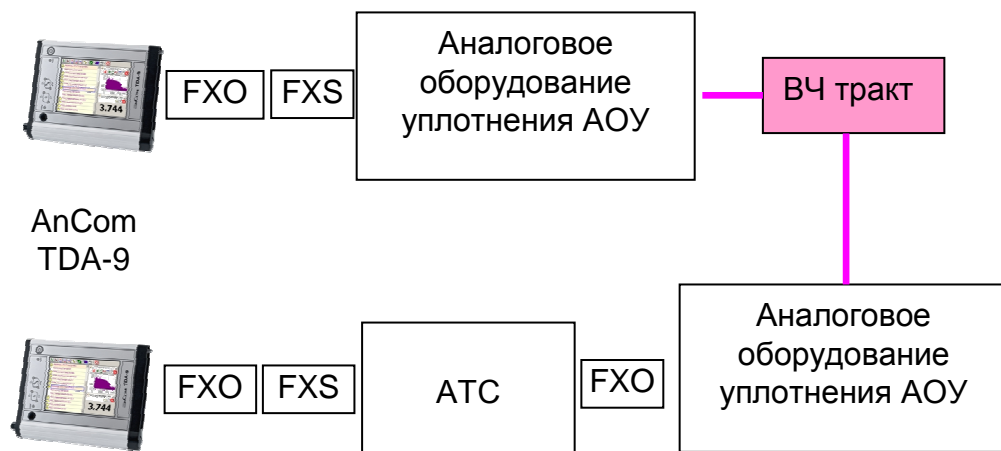 Аналоговое
оборудование
уплотнения АОУ
FXO
FXS
ВЧ тракт
3.744
AnCom
TDA-9
Аналоговое
оборудование
уплотнения АОУ
FXO
FXS
АТС
FXO
3.744